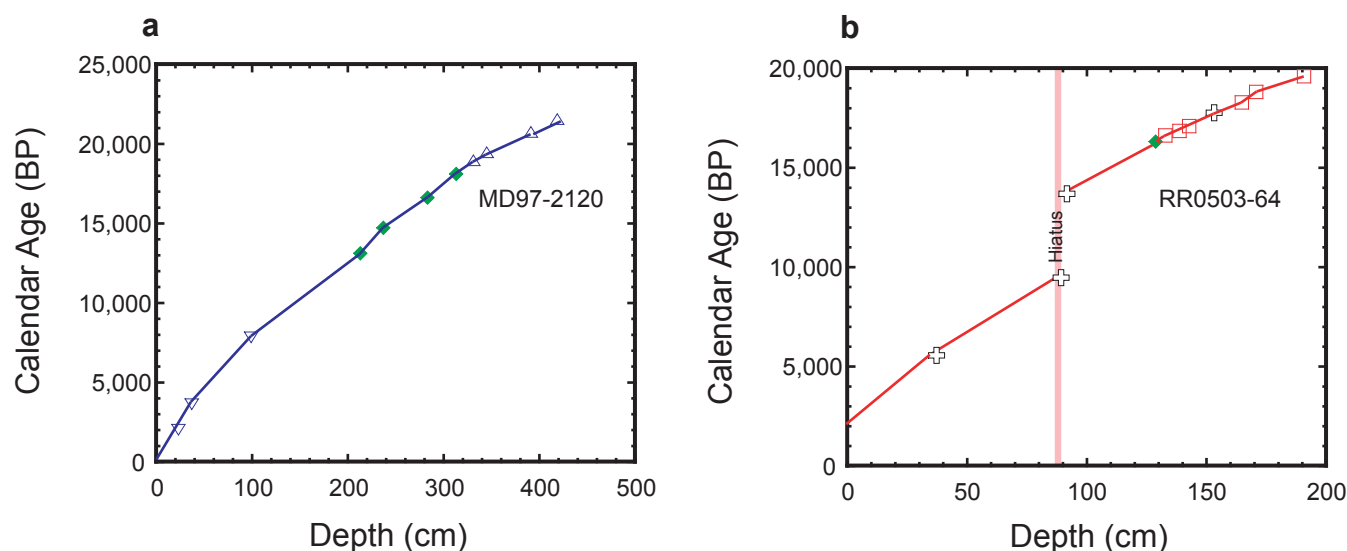 a
25,000
20,000
15,000
10,000
5,000
0
Calendar Age (BP)
MD97-2120
0 100 200 300 400 500
Depth (cm)
b
20,000
15,000
10,000
5,000
0
Calendar Age (BP)
Hiatus
RR0503-64
0 50 100 150 200
Depth (cm)